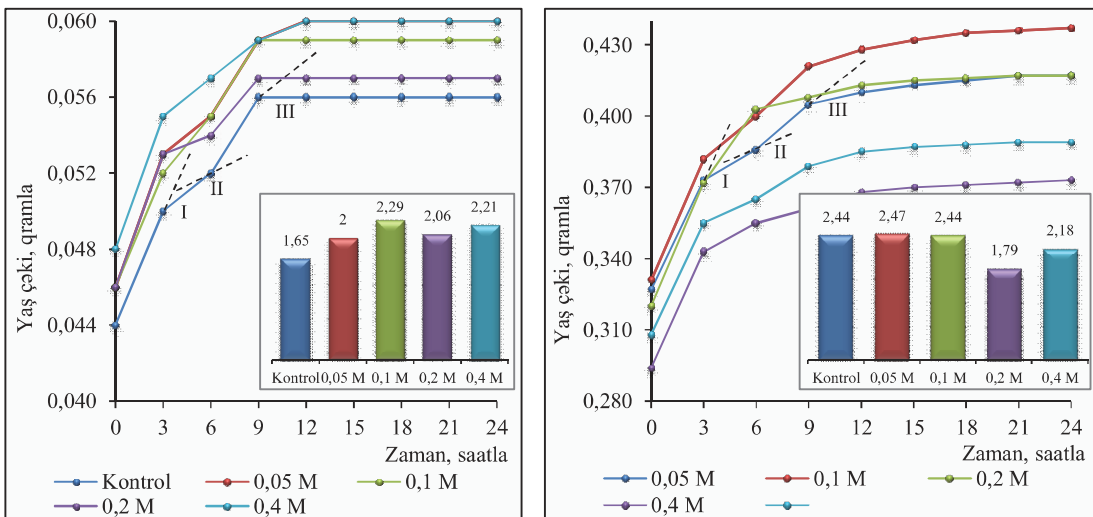 Yaş çəki, qramla
0,060
0,056
0,052
0,048
0,044
0,040
I
II
III
1,65
2
2,29
2,06
2,21
Kontrol 0,05 M 0,1 M 0,2 M 0,4 M
0 3 6 9 12 15 18 21 24
Zaman, saatla
Kontrol 0,05 M 0,1 M
0,2 M 0,4 M
Yaş çəki, qramla
0,430
0,400
0,370
0,340
0,310
0,280
I
II
III
2,44
2,47
2,44
1,79
2,18
Kontrol 0,05 M 0,1 M 0,2 M 0,4 M
0 3 6 9 12 15 18 21 24
Zaman, saatla
0,05 M 0,1 M 0,2 M
0,4 M